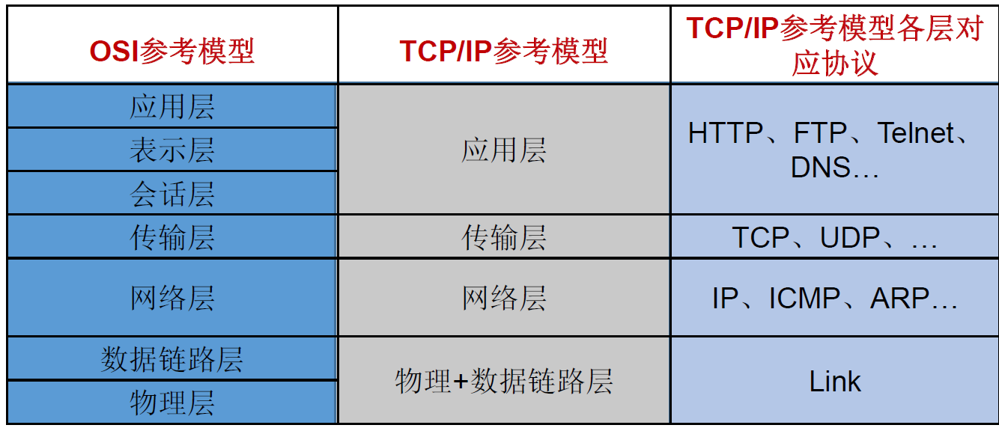 OSI参考模型
TCP/IP参考模型
TCP/IP参考模型各层对
应协议
应用层
表示层
会话层
应用层
HTTP、FTP、Telnet、
DNS…
传输层
传输层
TCP、UDP、…
网络层
网络层
IP、ICMP、ARP…
数据链路层
物理层
物理+数据链路层
Link